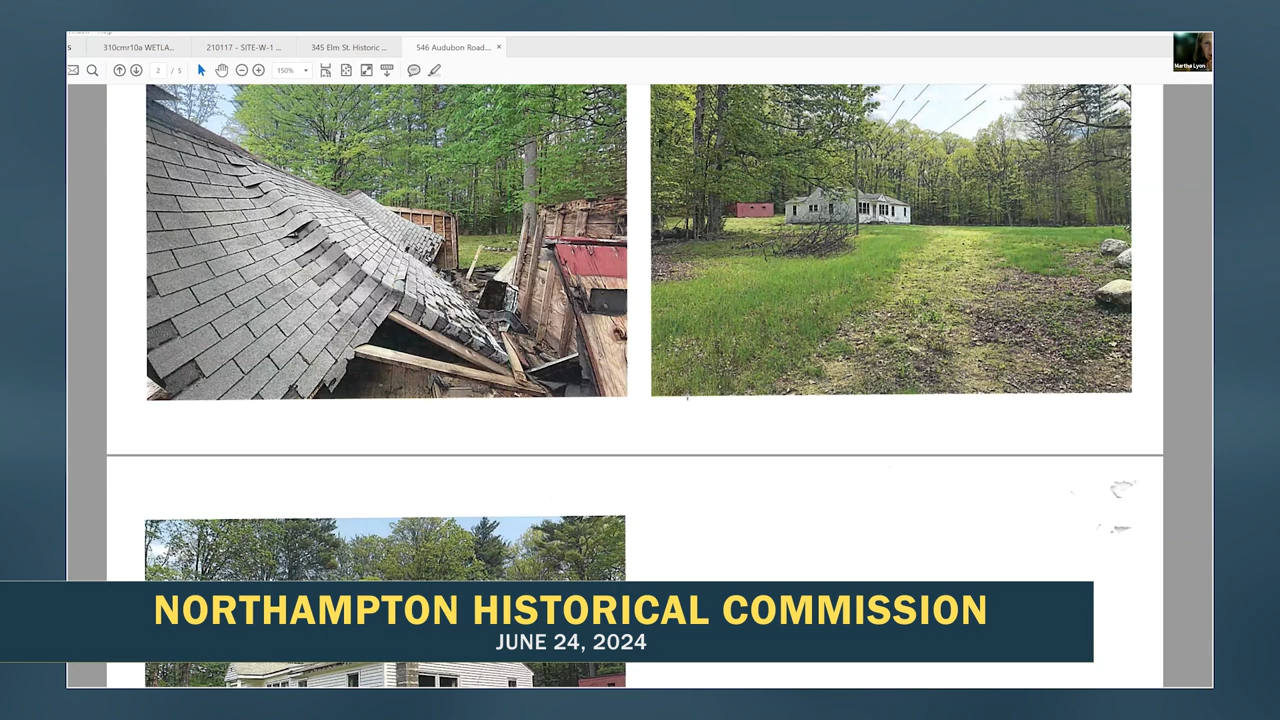 s
310cmr10a WETLA...
210117 - SITE-W-1 ...
345 Elm St. Historic ...
546 Audubon Road....
2 / 5
150%
Martha Lyon
NORTHAMPTON HISTORICAL COMMISSION
JUNE 24, 2024